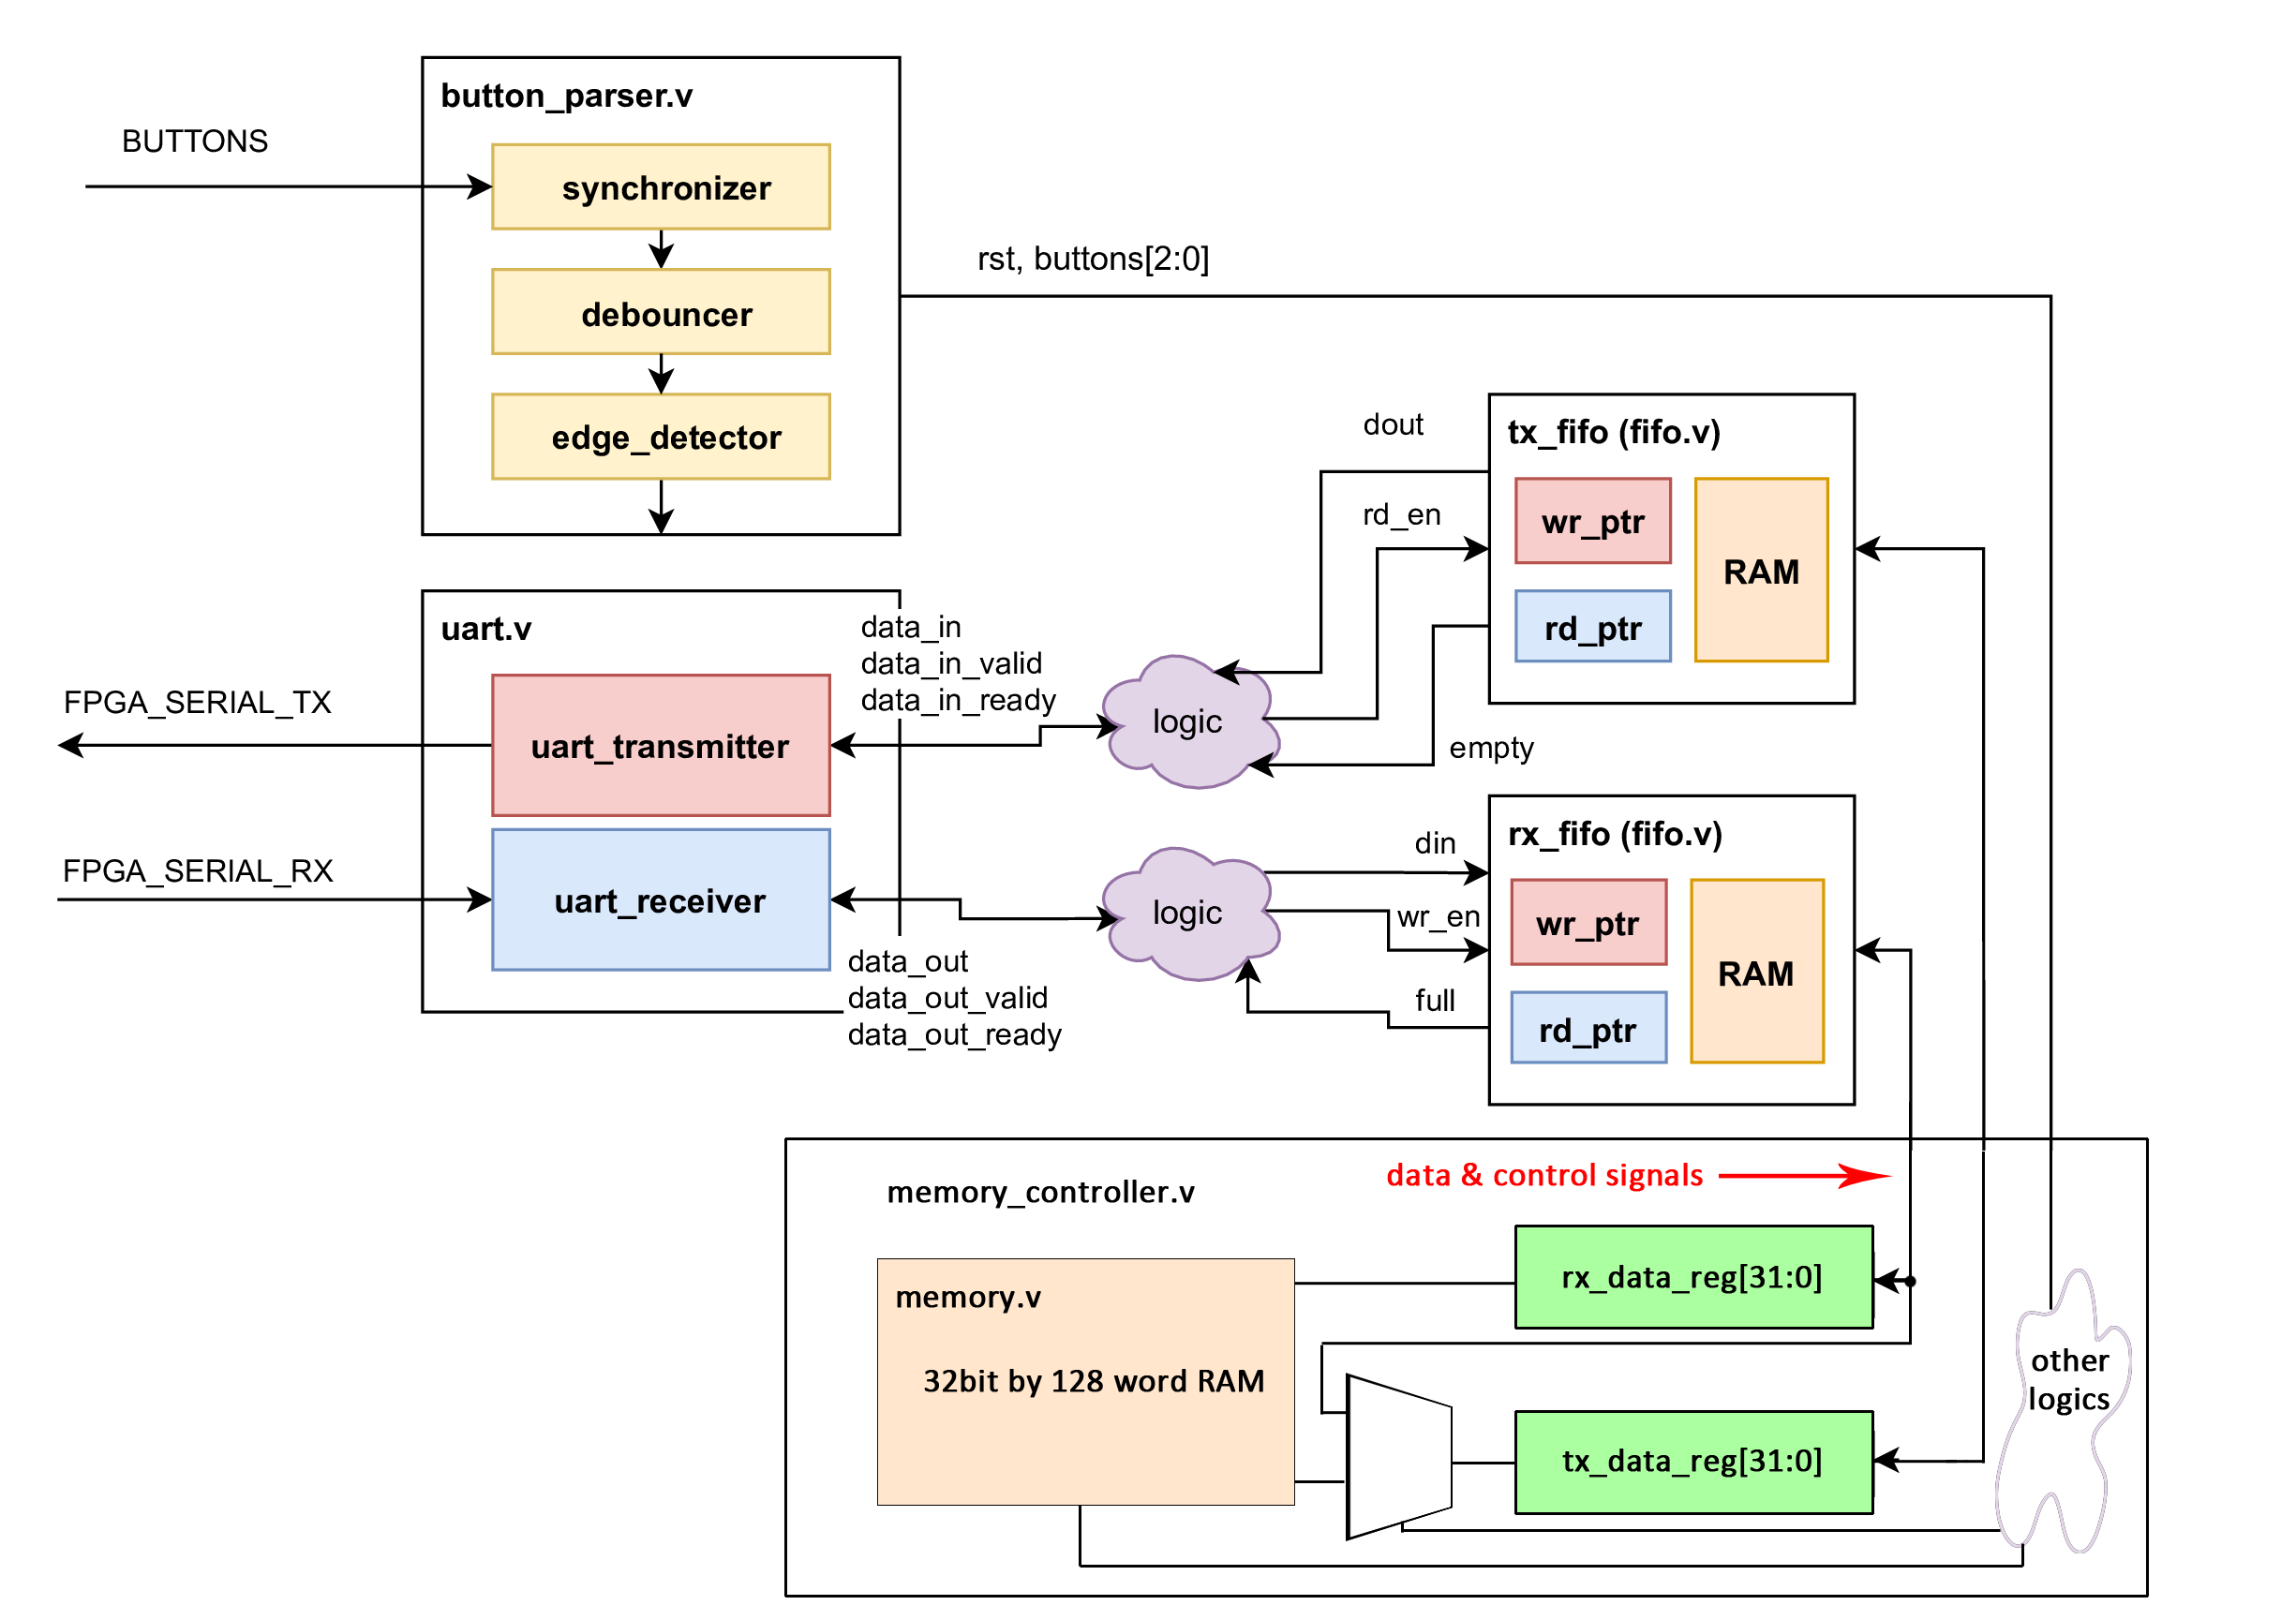 button_parser.v
BUTTONS
synchronizer
debouncer
edge_detector
rst, buttons[2:0]
uart.v
data_in
data_in_valid
data_in_ready
FPGA_SERIAL_TX
uart_transmitter
FPGA_SERIAL_RX
uart_receiver
data_out
data_out_valid
data_out_ready
logic
logic
dout
rd_en
empty
tx_fifo (fifo.v)
wr_ptr
rd_ptr
RAM
din
wr_en
full
rx_fifo (fifo.v)
wr_ptr
rd_ptr
RAM
memory_controller.v
data & control signals
memory.v
32bit by 128 word RAM
rx_data_reg[31:0]
tx_data_reg[31:0]
other
logics